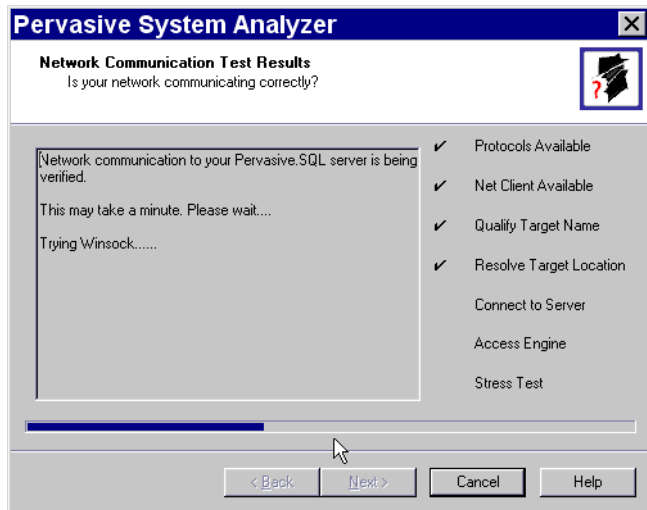 Pervasive System Analyzer
Network Communication Test Results
Is your network communicating correctly?
?
Network communication to your Pervasive.SQL server is being
verified.
This may take a minute. Please wait....
Trying Winsock......
✔ Protocols Available
✔ Net Client Available
✔ Qualify Target Name
✔ Resolve Target Location
Connect to Server
Access Engine
Stress Test
< Back
Next >
Cancel
Help